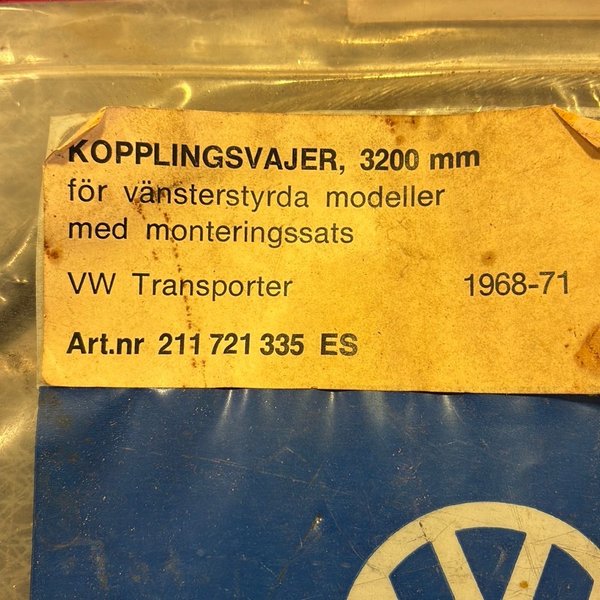 KOPPLINGSVAJER, 3200 mm
för vänsterstyrda modeller
med monteringssats
VW Transporter 1968-71
Art.nr 211 721 335 ES